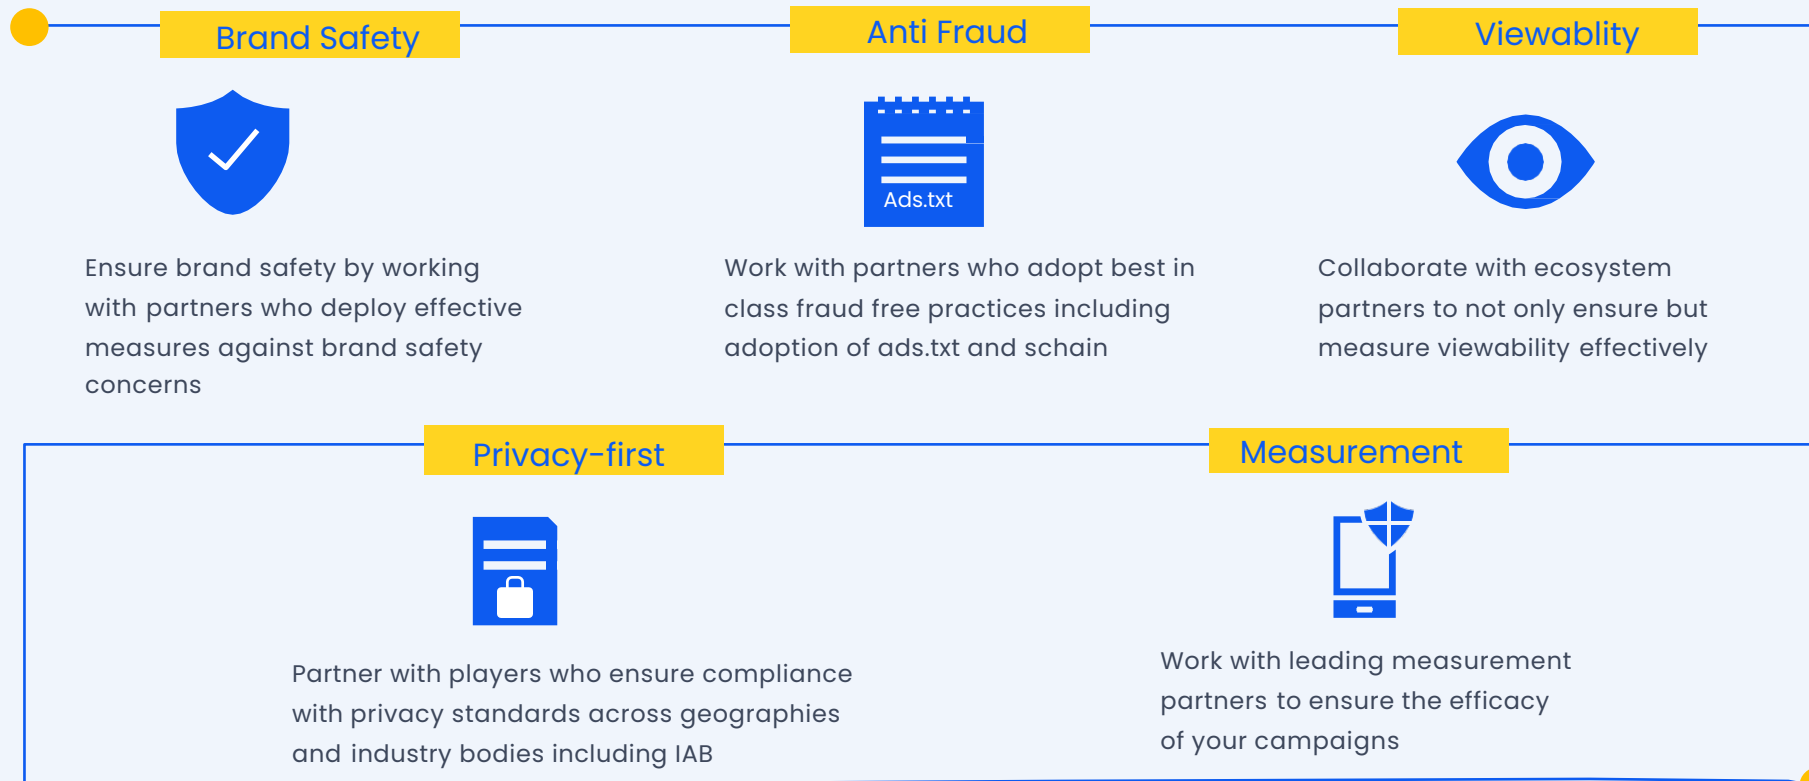 Brand Safety
Anti Fraud
Viewablity
Ads.txt
Ensure brand safety by working
with partners who deploy effective
measures against brand safety
concerns
Work with partners who adopt best in
class fraud free practices including
adoption of ads.txt and schain
Collaborate with ecosystem
partners to not only ensure but
measure viewability effectively
Privacy-first
Measurement
Partner with players who ensure compliance
with privacy standards across geographies
and industry bodies including IAB
Work with leading measurement
partners to ensure the efficacy
of your campaigns